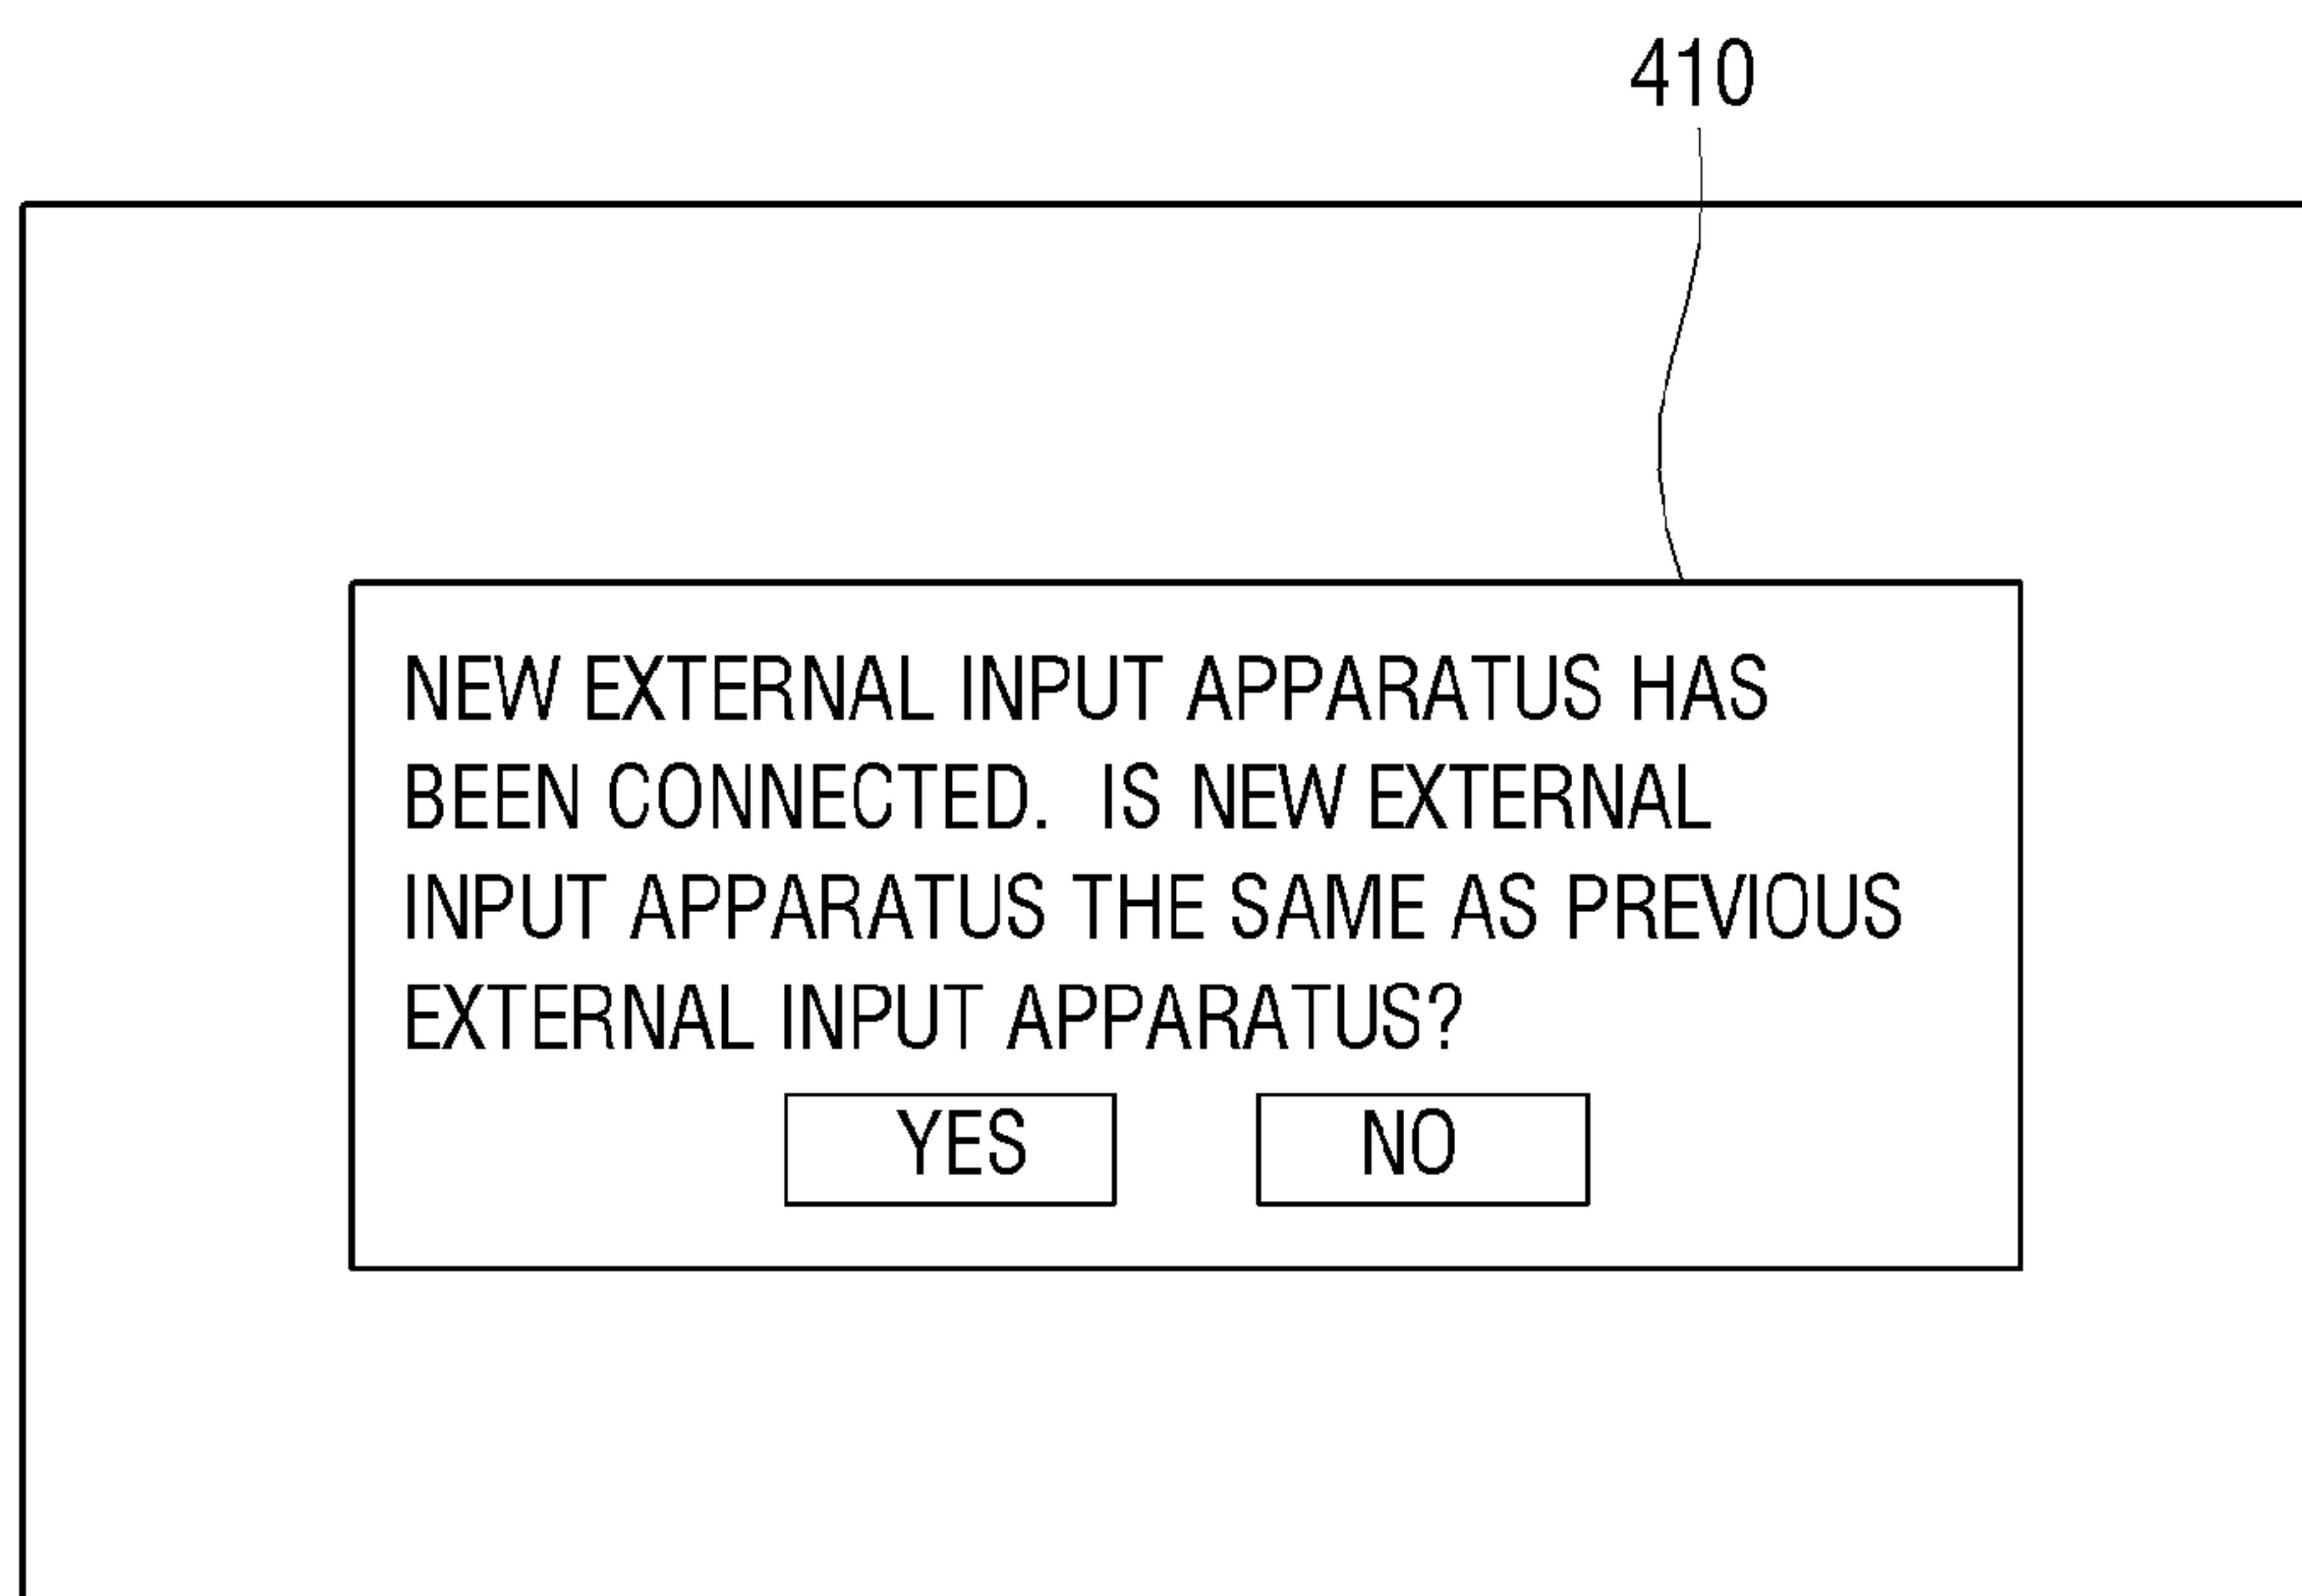 410
NEW EXTERNAL INPUT APPARATUS HAS
BEEN CONNECTED.  IS NEW EXTERNAL
INPUT APPARATUS THE SAME AS PREVIOUS
EXTERNAL INPUT APPARATUS?
YES NO